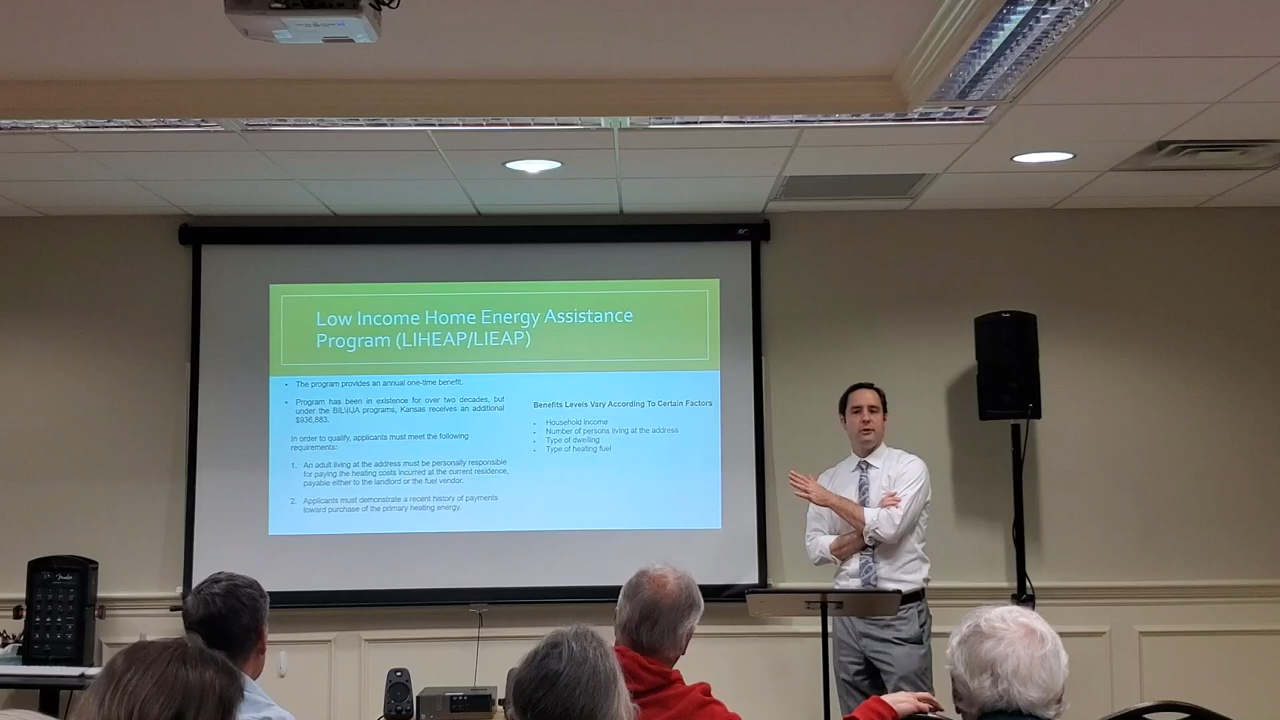 Low Income Home Energy Assistance
Program (LIHEAP/LIEAP)
• The program provides an annual one-time benefit.
• Program has been in existence for over two decades, but
under the BIL\IIJA programs, Kansas receives an additional
$936,883.
In order to qualify, applicants must meet the following
requirements:
1. An adult living at the address must be personally responsible
for paying the heating costs incurred at the current residence,
payable either to the landlord or the fuel vendor.
2. Applicants must demonstrate a recent history of payments
toward purchase of the primary heating energy.
Benefits Levels Vary According To Certain Factors
• Household income
• Number of persons living at the address
• Type of dwelling
• Type of heating fuel
Fender